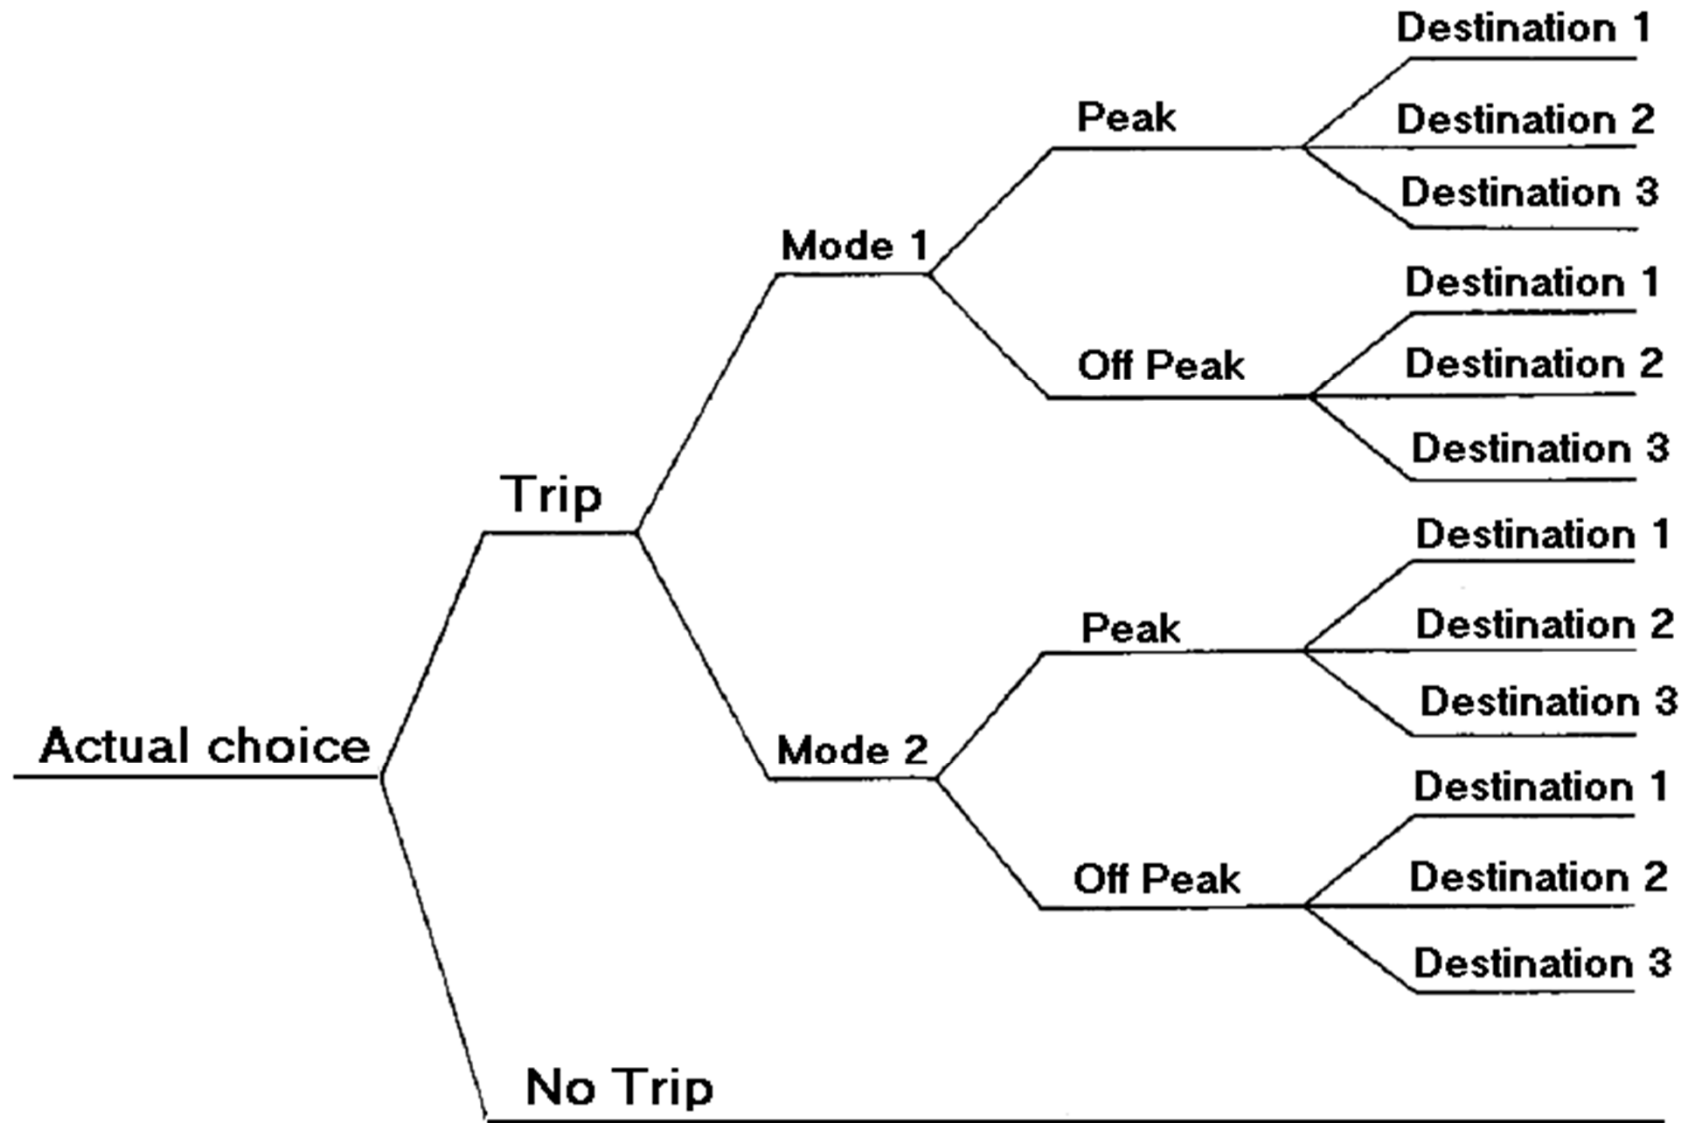 Destination 1
Peak
Destination 2
Destination 3
Mode 1
Destination 1
Off Peak
Destination 2
Destination 3
Trip
Destination 1
Peak
Destination 2
Destination 3
Actual choice
Mode 2
Destination 1
Off Peak
Destination 2
Destination 3
No Trip